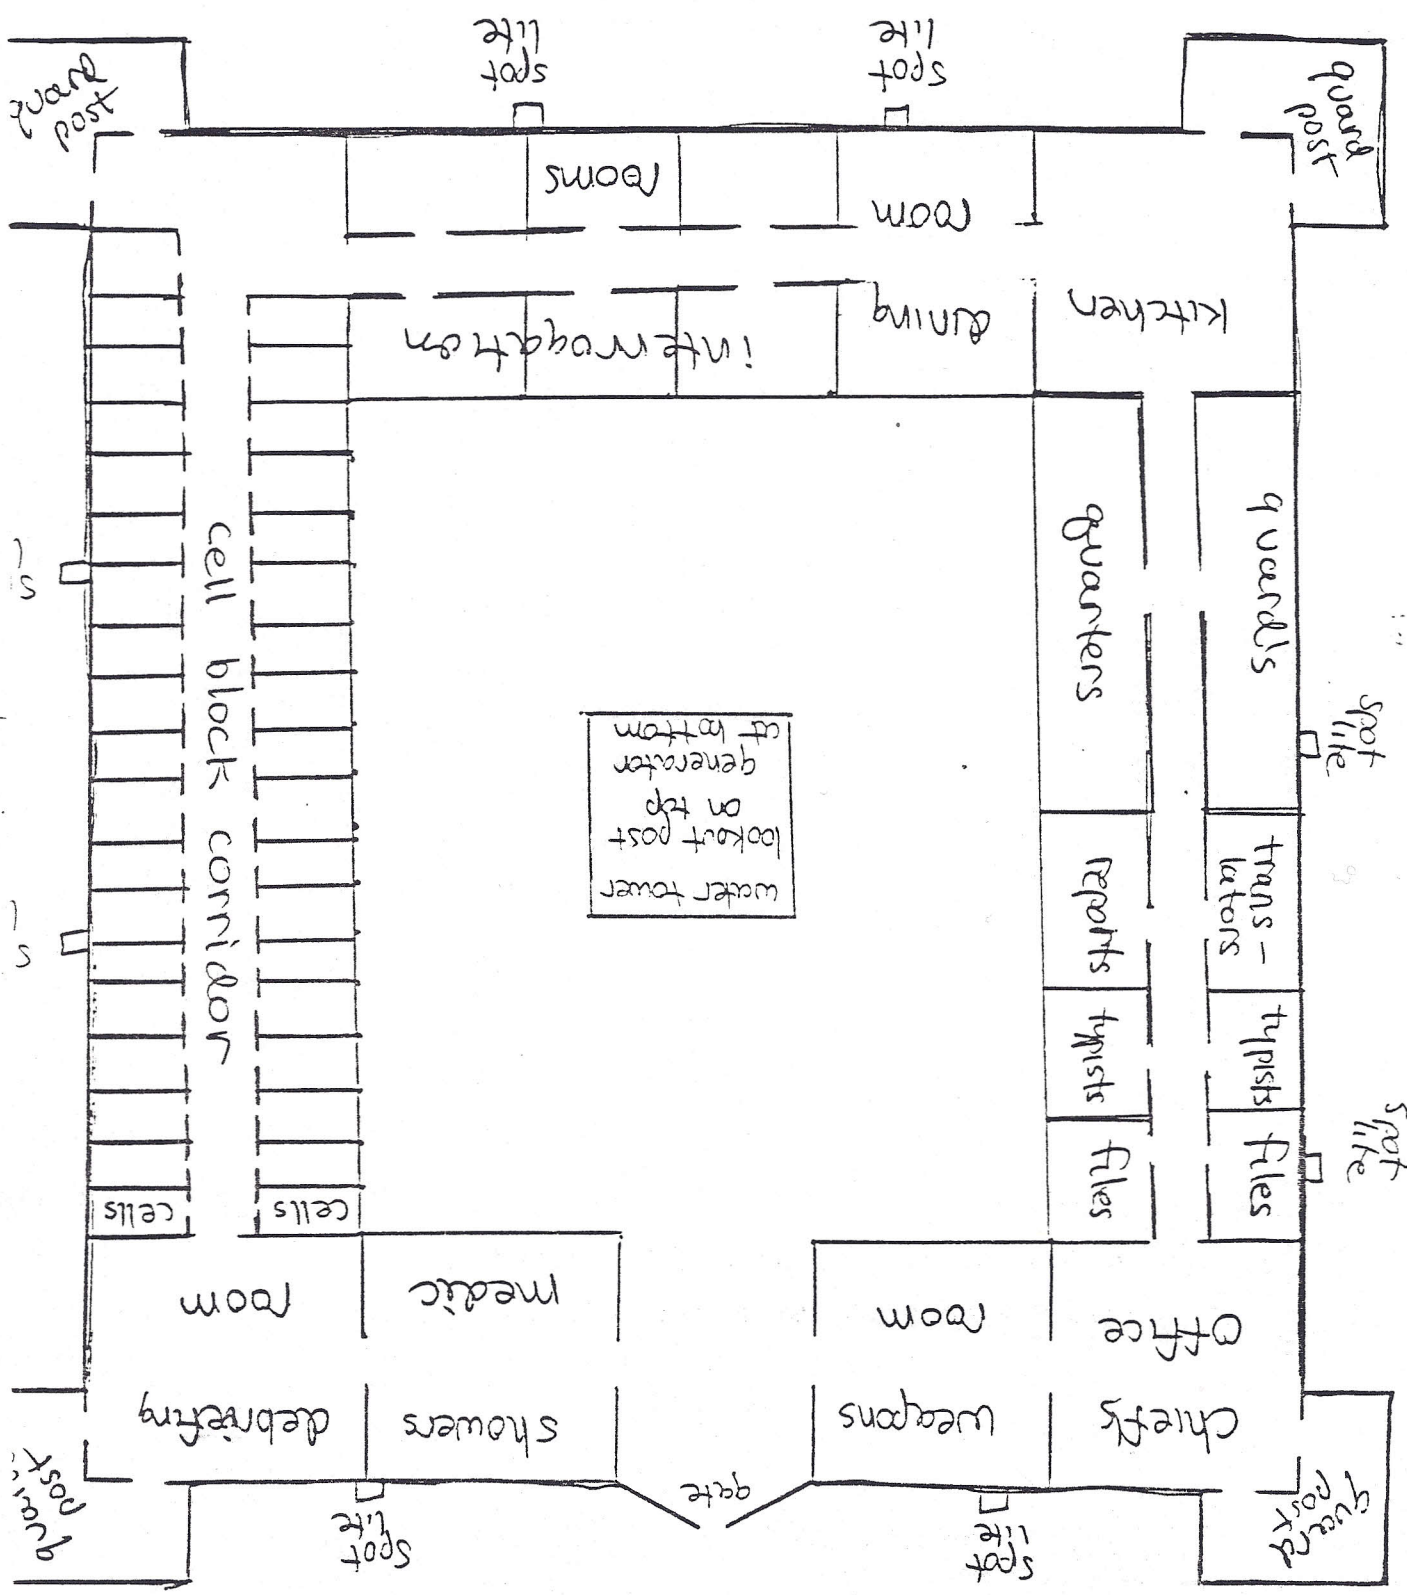 guard
post
spot
lite
gate
spot
lite
guard
post
chief's
office
weapons
room
showers
medic
debriefing
room
files
files
cells
cells
spot
lite
typists
typists
trans-
lators
reports
water tower
lookout post
on top
generator
at bottom
cell block corridor
s
l
spot
lite
guard's
quarters
s
l
kitchen
dining
room
interrogation
rooms
guard
post
spot
lite
spot
lite
guard
post